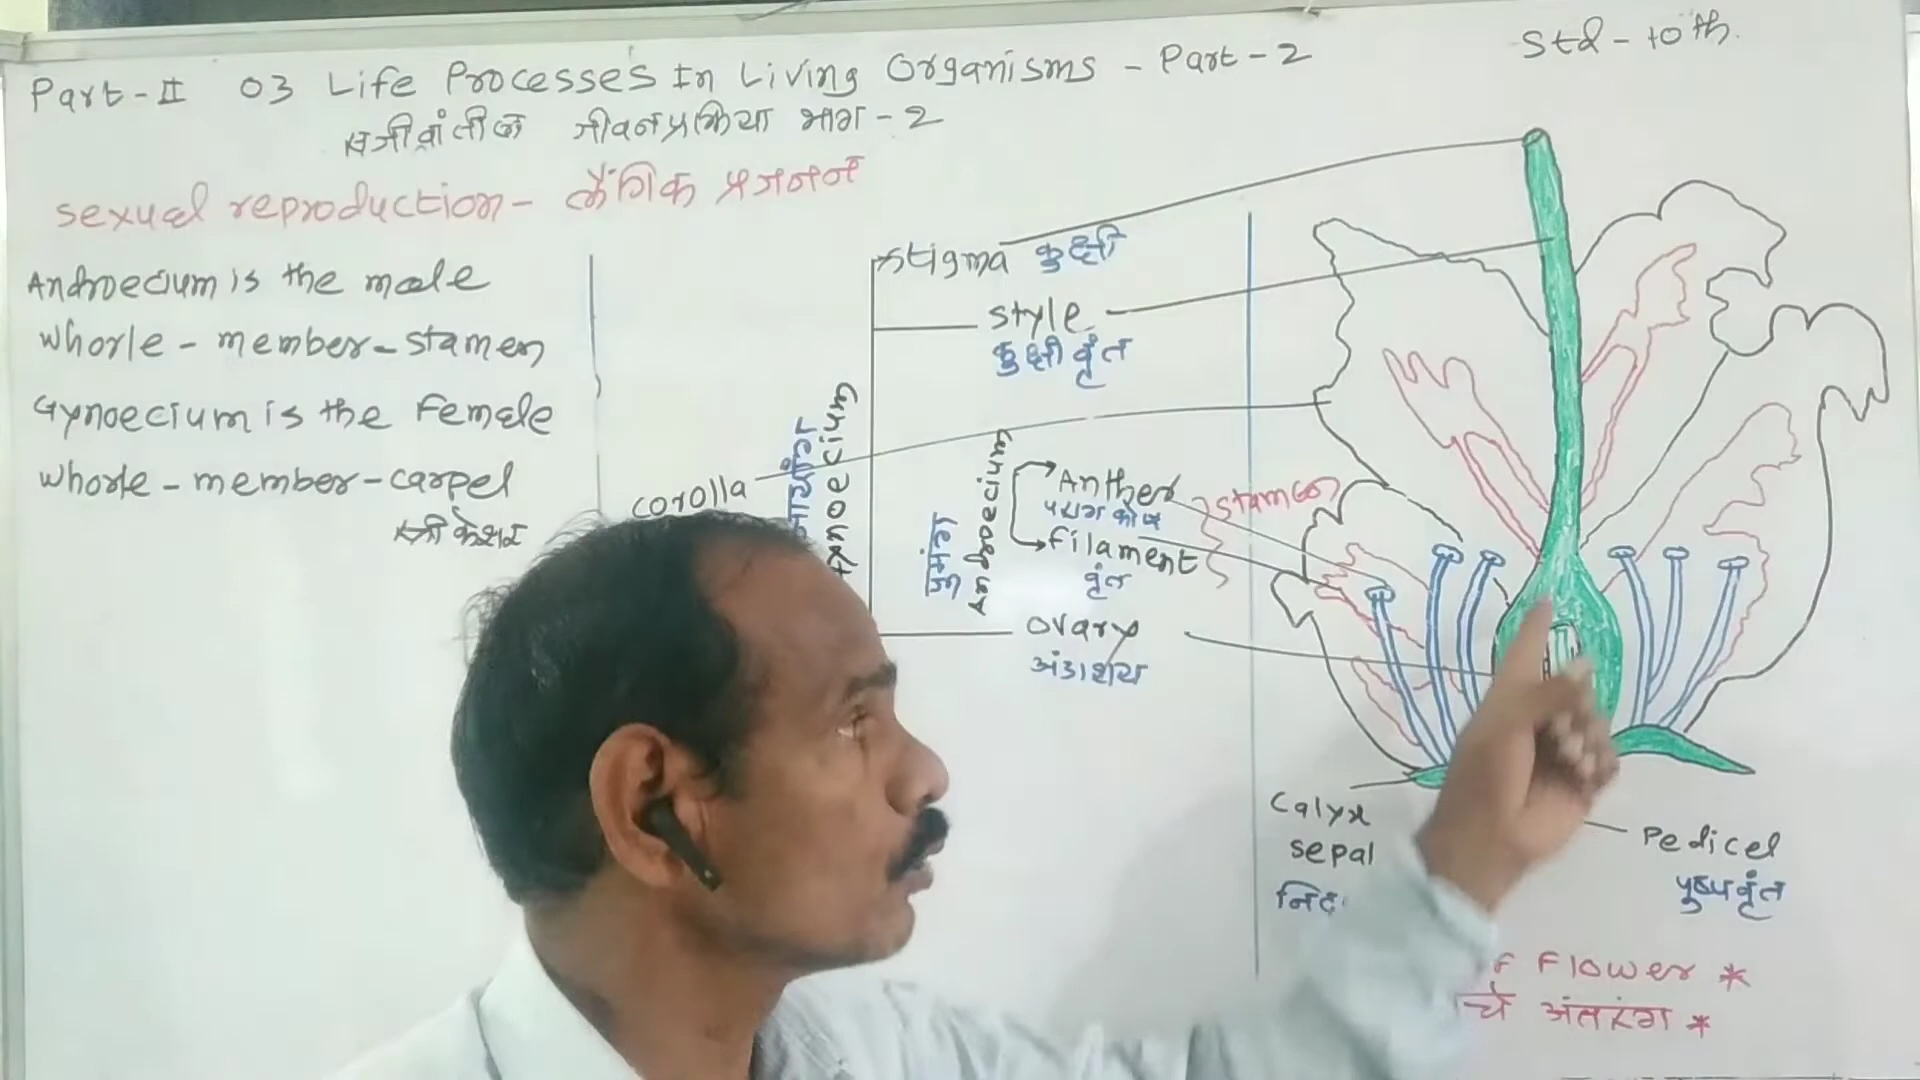 Std - 10th.
Part-II 03 Life Processes In Living Organisms - Part-2
सजीवांतील जीवनप्रक्रिया भाग-2
sexual reproduction - लैंगिक प्रजनन
Androecium is the male
whorle - member - stamen
Gynoecium is the Female
whorle - member - carpel
स्त्रीकेशर
stigma कुक्षी
style
कुक्षी वृंत
corolla
जायांग
Gynoecium
पुमंग
Androecium
Anther
परागकोष
Filament
वृंत
stamen
ovary
अंडाशय
Calyx
sepal
Pedicel
पुष्पवृंत
Flower *
अंतरंग *